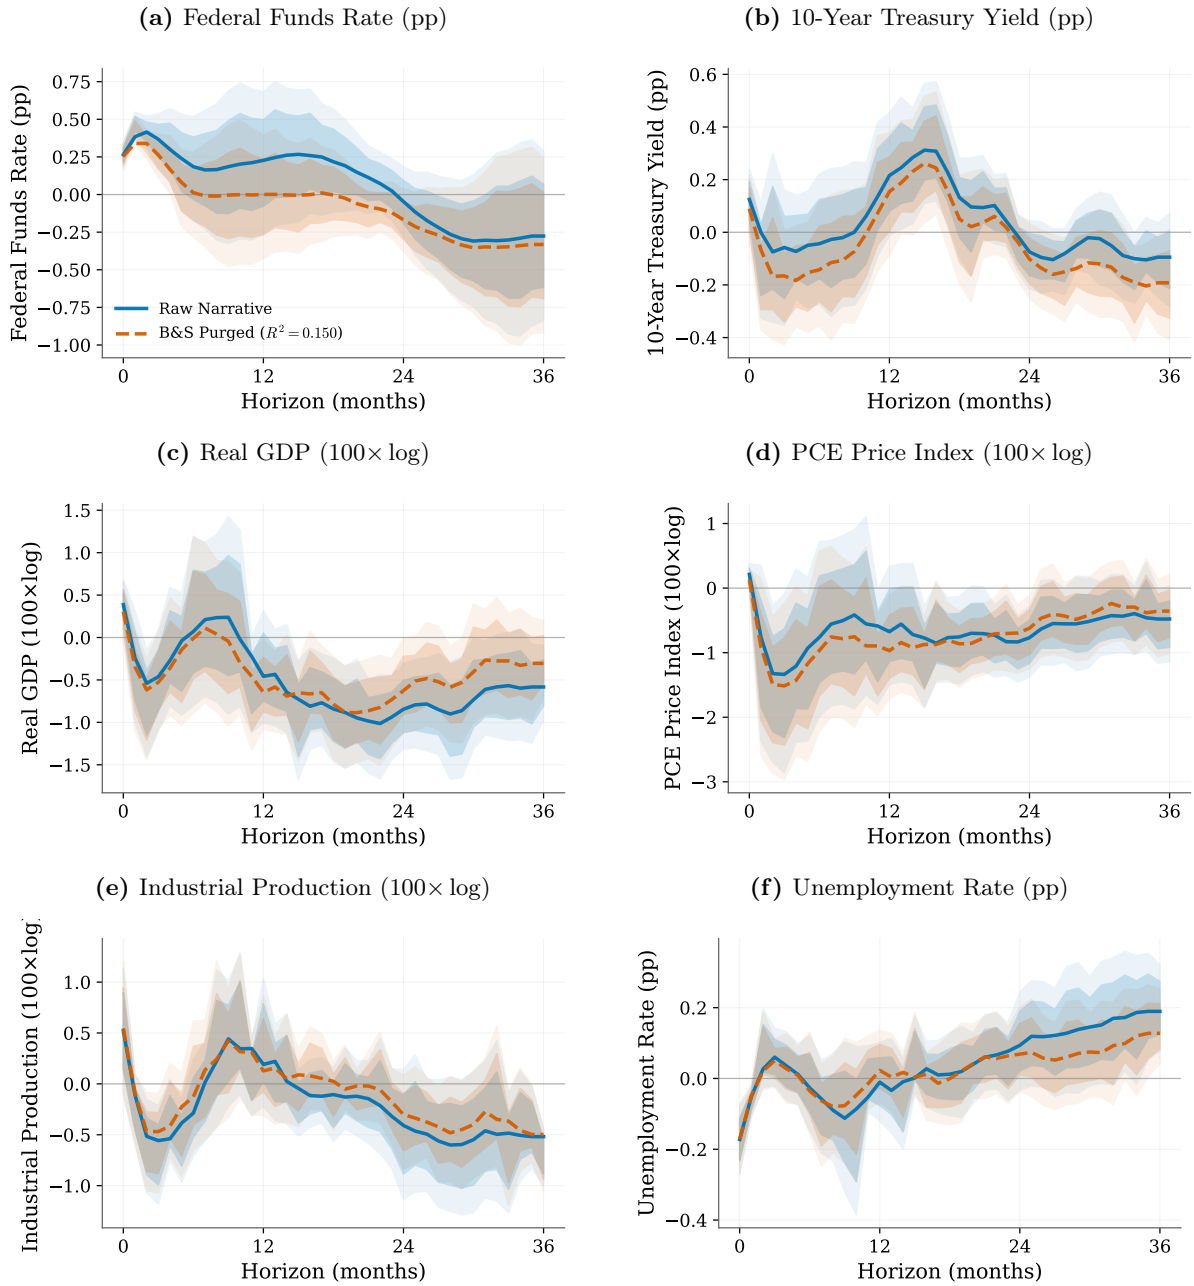 (a) Federal Funds Rate (pp)
Federal Funds Rate (pp)
0.75
0.50
0.25
0.00
−0.25
−0.50
−0.75
−1.00
Raw Narrative
B&S Purged (R² = 0.150)
0 12 24 36
Horizon (months)
(b) 10-Year Treasury Yield (pp)
10-Year Treasury Yield (pp)
0.6
0.4
0.2
0.0
−0.2
−0.4
0 12 24 36
Horizon (months)
(c) Real GDP (100× log)
Real GDP (100×log)
1.5
1.0
0.5
0.0
−0.5
−1.0
−1.5
0 12 24 36
Horizon (months)
(d) PCE Price Index (100× log)
PCE Price Index (100×log)
1
0
−1
−2
−3
0 12 24 36
Horizon (months)
(e) Industrial Production (100× log)
Industrial Production (100×log)
1.0
0.5
0.0
−0.5
−1.0
0 12 24 36
Horizon (months)
(f) Unemployment Rate (pp)
Unemployment Rate (pp)
0.2
0.0
−0.2
−0.4
0 12 24 36
Horizon (months)